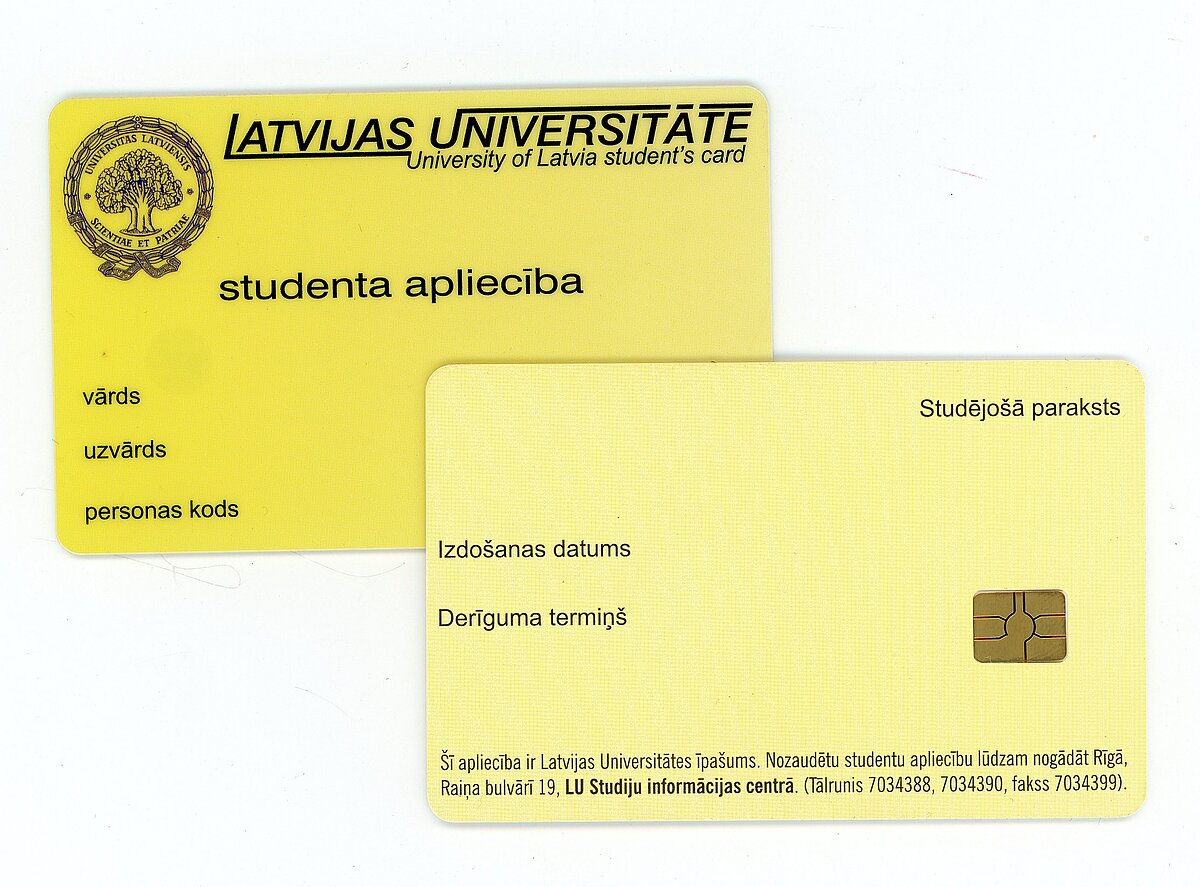 LATVIJAS UNIVERSITĀTE
University of Latvia student's card
UNIVERSITAS LATVIENSIS
SCIENTIAE ET PATRIAE
studenta apliecība
vārds
uzvārds
personas kods
Studējošā paraksts
Izdošanas datums
Derīguma termiņš
Šī apliecība ir Latvijas Universitātes īpašums. Nozaudētu studentu apliecību lūdzam nogādāt Rīgā,
Raiņa bulvārī 19, LU Studiju informācijas centrā. (Tālrunis 7034388, 7034390, fakss 7034399).